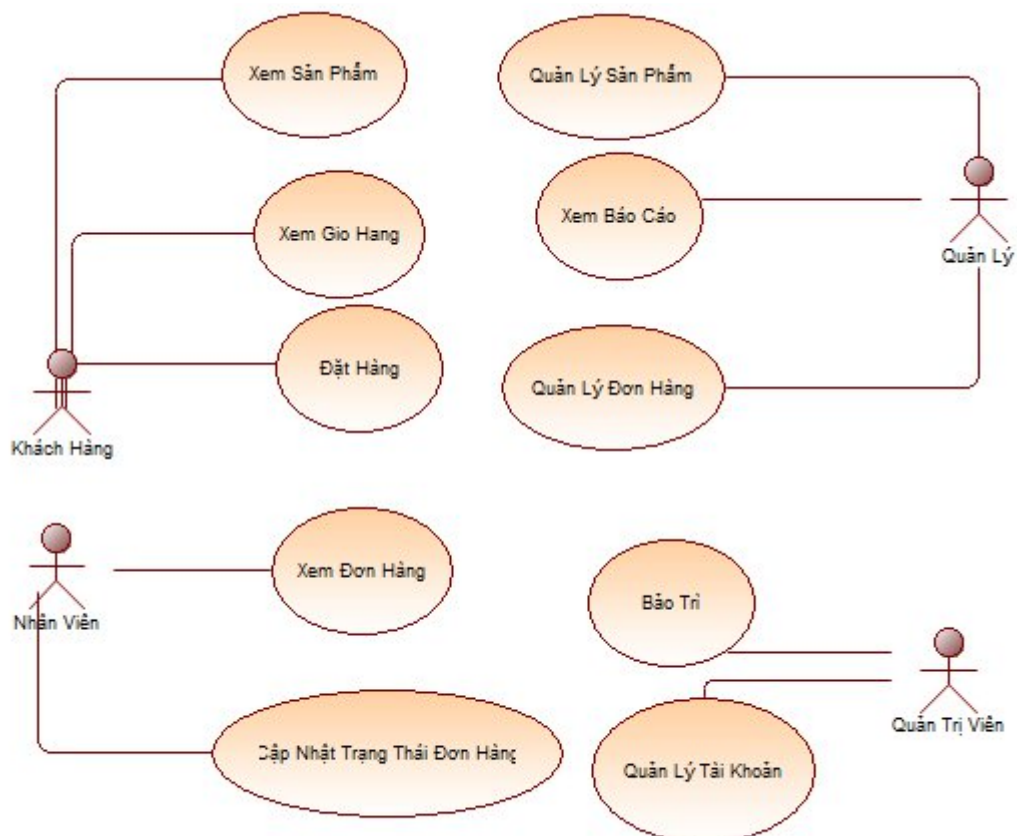 Xem Sản Phẩm
Quản Lý Sản Phẩm
Xem Gio Hang
Xem Báo Cáo
Quản Lý
Đặt Hàng
Quản Lý Đơn Hàng
Khách Hàng
Xem Đơn Hàng
Nhân Viên
Bảo Trì
Quản Trị Viên
Cập Nhật Trạng Thái Đơn Hàng
Quản Lý Tài Khoản